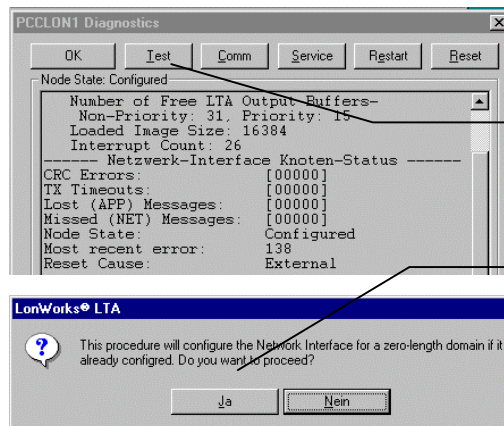 PCCLON1 Diagnostics
OK Test Comm Service Restart Reset
Node State: Configured
Number of Free LTA Output Buffers-
Non-Priority: 31, Priority: 15
Loaded Image Size: 16384
Interrupt Count: 26
------ Netzwerk-Interface Knoten-Status ------
CRC Errors: [00000]
TX Timeouts: [00000]
Lost (APP) Messages: [00000]
Missed (NET) Messages: [00000]
Node State: Configured
Most recent error: 138
Reset Cause: External
LonWorks® LTA
This procedure will configure the Network Interface for a zero-length domain if it
already configred. Do you want to proceed?
Ja Nein